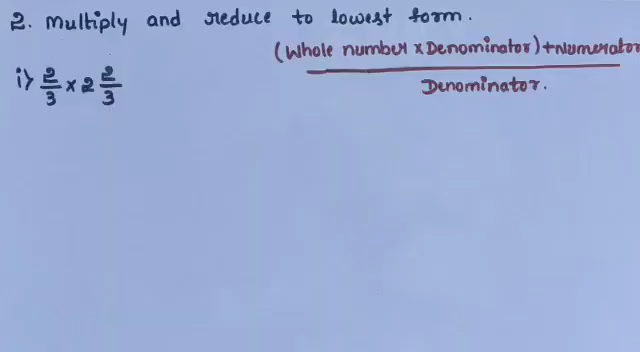 2. Multiply and reduce to lowest form.
(Whole number × Denominator) + Numerator
Denominator.
i) 2/3 × 2 2/3